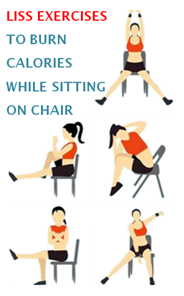 LISS EXERCISES
TO BURN
CALORIES
WHILE SITTING
ON CHAIR